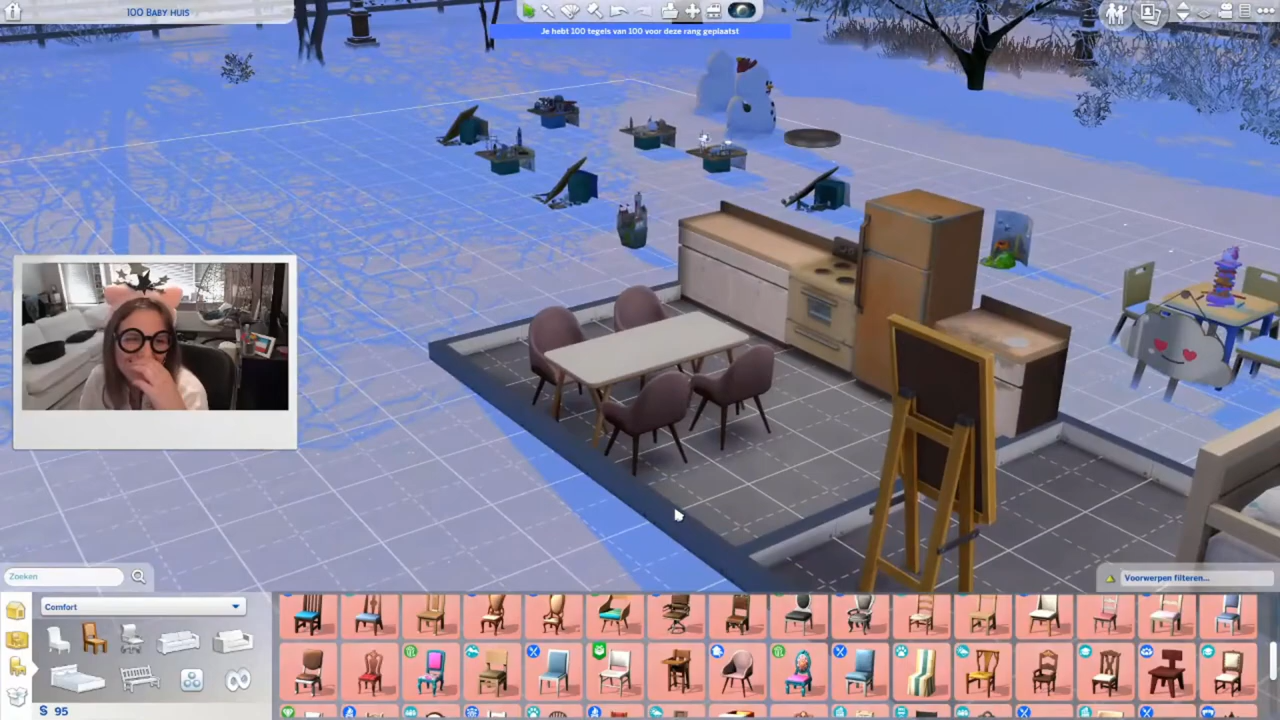 100 Baby huis
Je hebt 100 tegels van 100 voor deze rang geplaatst
Zoeken
Voorwerpen filteren...
Comfort
$ 95